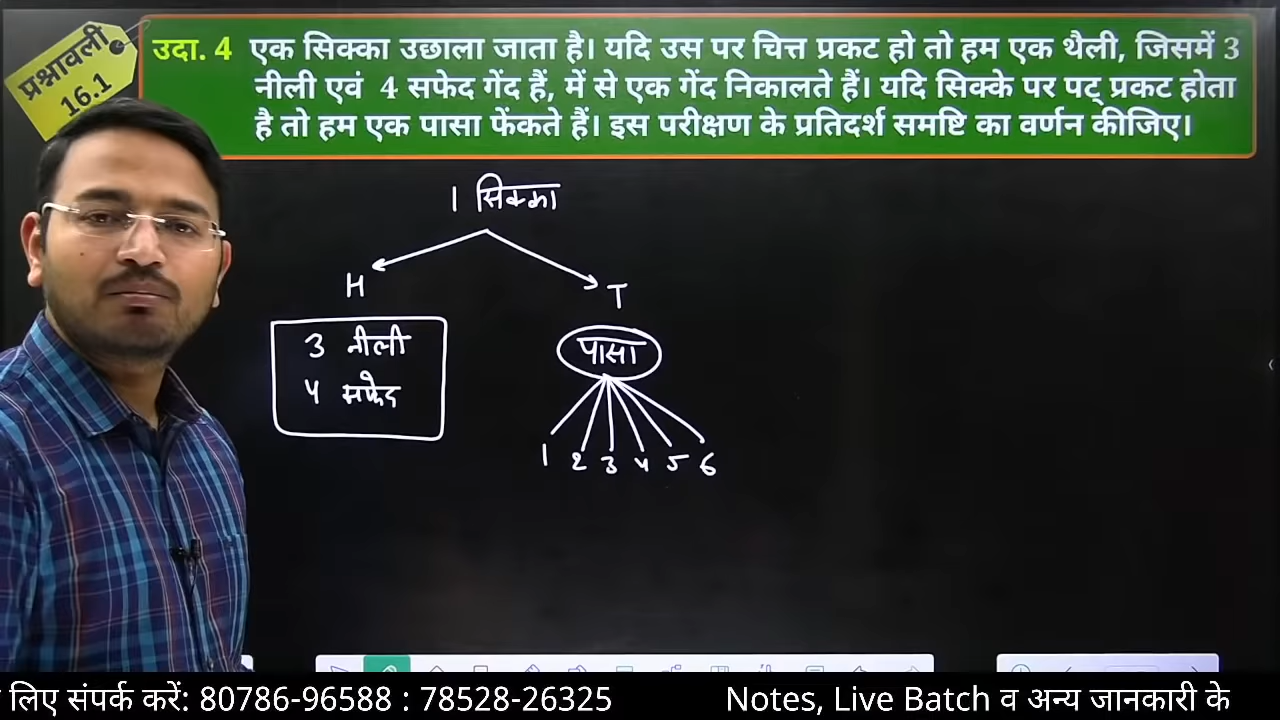 प्रश्नावली
16.1
उदा. 4 एक सिक्का उछाला जाता है। यदि उस पर चित्त प्रकट हो तो हम एक थैली, जिसमें 3
नीली एवं 4 सफेद गेंद हैं, में से एक गेंद निकालते हैं। यदि सिक्के पर पट् प्रकट होता
है तो हम एक पासा फेंकते हैं। इस परीक्षण के प्रतिदर्श समष्टि का वर्णन कीजिए।
1 सिक्का
H T
3 नीली
4 सफेद
पासा
1 2 3 4 5 6
लिए संपर्क करें: 80786-96588 : 78528-26325 Notes, Live Batch व अन्य जानकारी के